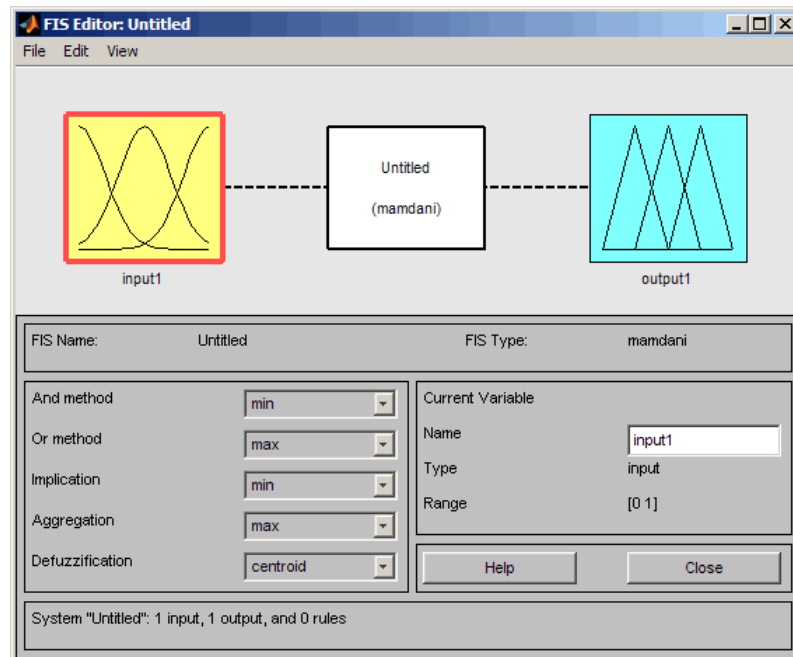 FIS Editor: Untitled
File Edit View
Untitled
(mamdani)
input1
output1
FIS Name: Untitled FIS Type: mamdani
And method min
Or method max
Implication min
Aggregation max
Defuzzification centroid
Current Variable
Name input1
Type input
Range [0 1]
Help Close
System "Untitled": 1 input, 1 output, and 0 rules